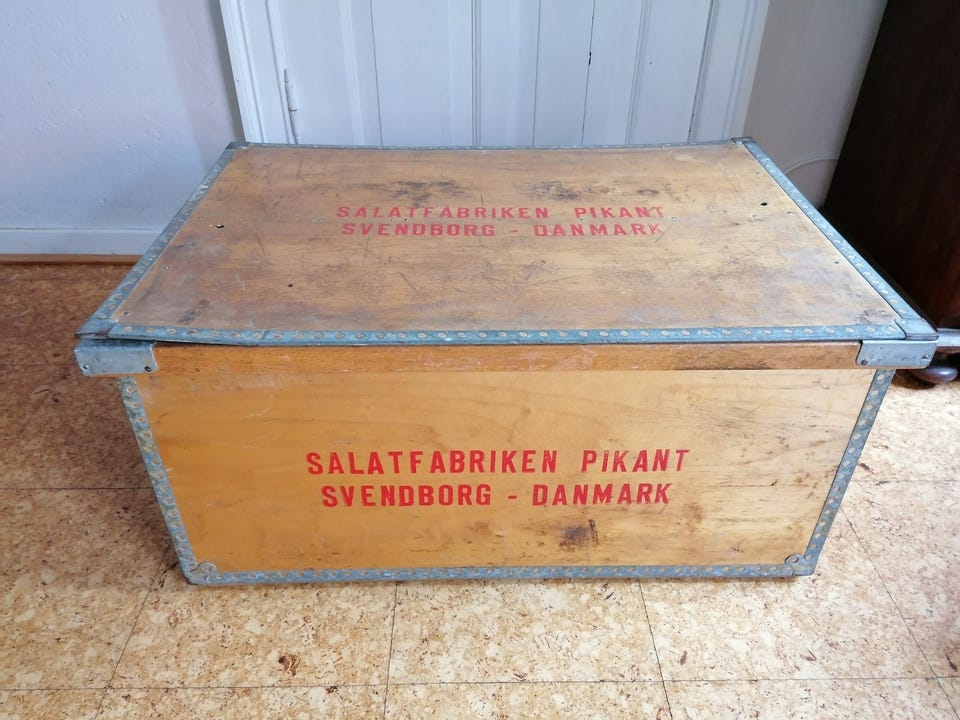 SALATFABRIKEN PIKANT
SVENDBORG - DANMARK
SALATFABRIKEN PIKANT
SVENDBORG - DANMARK